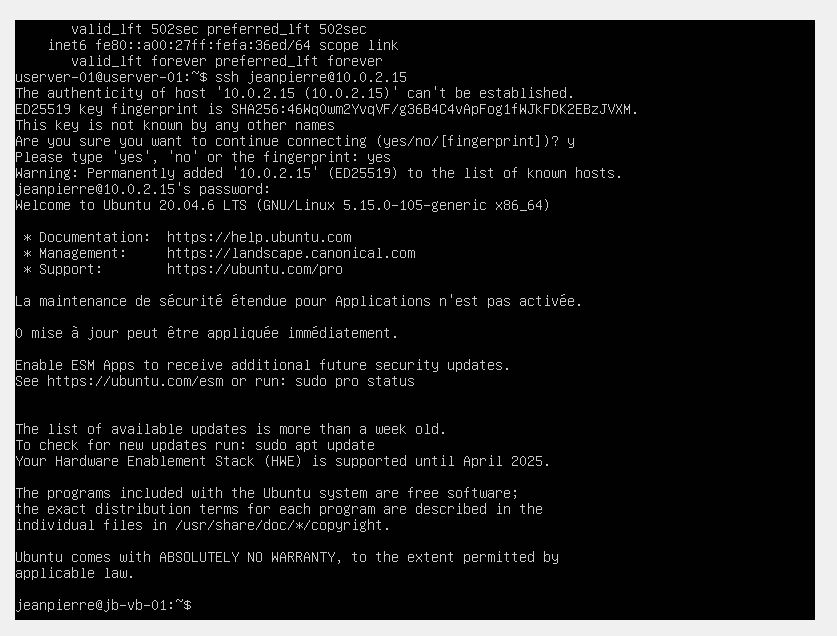 valid_lft 502sec preferred_lft 502sec
inet6 fe80::a00:27ff:fefa:36ed/64 scope link
valid_lft forever preferred_lft forever
userver-01@userver-01:~$ ssh jeanpierre@10.0.2.15
The authenticity of host '10.0.2.15 (10.0.2.15)' can't be established.
ED25519 key fingerprint is SHA256:46WqOwm2YvqVF/g36B4C4vApFog1fWJkFDK2EBzJVXM.
This key is not known by any other names
Are you sure you want to continue connecting (yes/no/[fingerprint])? y
Please type 'yes', 'no' or the fingerprint: yes
Warning: Permanently added '10.0.2.15' (ED25519) to the list of known hosts.
jeanpierre@10.0.2.15's password:
Welcome to Ubuntu 20.04.6 LTS (GNU/Linux 5.15.0-105-generic x86_64)
* Documentation:  https://help.ubuntu.com
* Management:     https://landscape.canonical.com
* Support:        https://ubuntu.com/pro
La maintenance de sécurité étendue pour Applications n'est pas activée.
0 mise à jour peut être appliquée immédiatement.
Enable ESM Apps to receive additional future security updates.
See https://ubuntu.com/esm or run: sudo pro status
The list of available updates is more than a week old.
To check for new updates run: sudo apt update
Your Hardware Enablement Stack (HWE) is supported until April 2025.
The programs included with the Ubuntu system are free software;
the exact distribution terms for each program are described in the
individual files in /usr/share/doc/*/copyright.
Ubuntu comes with ABSOLUTELY NO WARRANTY, to the extent permitted by
applicable law.
jeanpierre@jb-vb-01:~$